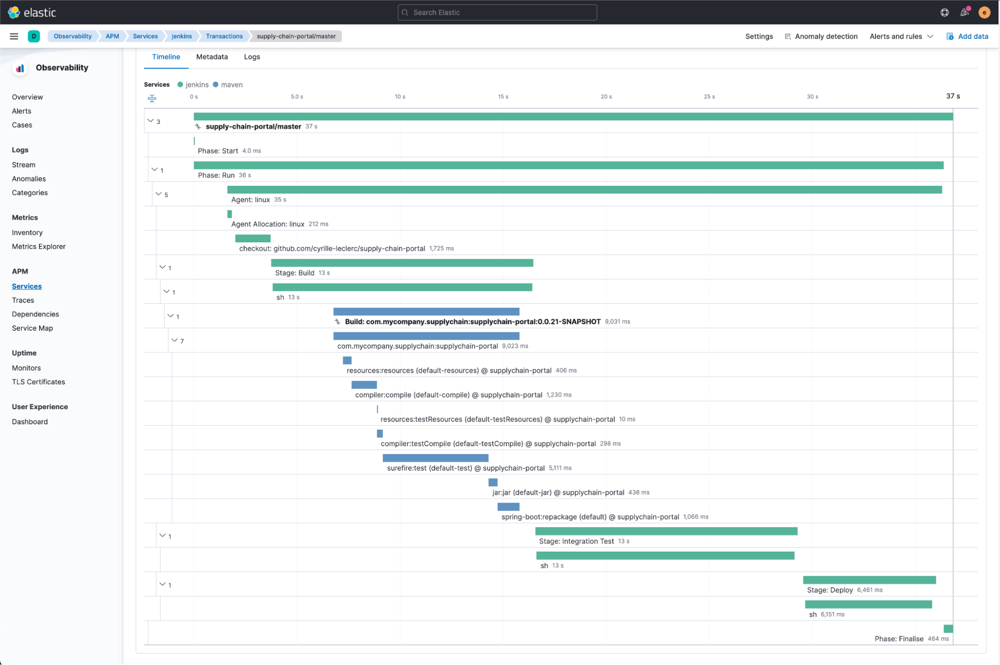 elastic
Search Elastic
e
D
Observability
APM
Services
jenkins
Transactions
supply-chain-portal/master
Settings
Anomaly detection
Alerts and rules
Add data
Observability
Overview
Alerts
Cases
Logs
Stream
Anomalies
Categories
Metrics
Inventory
Metrics Explorer
APM
Services
Traces
Dependencies
Service Map
Uptime
Monitors
TLS Certificates
User Experience
Dashboard
Timeline
Metadata
Logs
Services jenkins maven
0 s 5.0 s 10 s 15 s 20 s 25 s 30 s 37 s
3
supply-chain-portal/master 37 s
Phase: Start 4.0 ms
1
Phase: Run 36 s
5
Agent: linux 35 s
Agent Allocation: linux 212 ms
checkout: github.com/cyrille-leclerc/supply-chain-portal 1,725 ms
1
Stage: Build 13 s
1
sh 13 s
1
Build: com.mycompany.supplychain:supplychain-portal:0.0.21-SNAPSHOT 9,031 ms
7
com.mycompany.supplychain:supplychain-portal 9,023 ms
resources:resources (default-resources) @ supplychain-portal 406 ms
compiler:compile (default-compile) @ supplychain-portal 1,230 ms
resources:testResources (default-testResources) @ supplychain-portal 10 ms
compiler:testCompile (default-testCompile) @ supplychain-portal 298 ms
surefire:test (default-test) @ supplychain-portal 5,111 ms
jar:jar (default-jar) @ supplychain-portal 438 ms
spring-boot:repackage (default) @ supplychain-portal 1,066 ms
1
Stage: Integration Test 13 s
sh 13 s
1
Stage: Deploy 6,461 ms
sh 6,151 ms
Phase: Finalise 464 ms